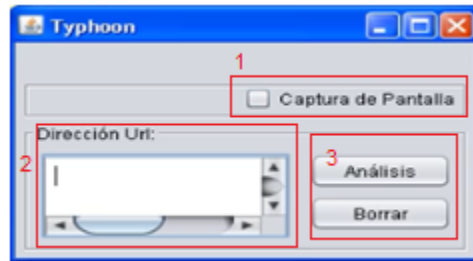 Typhoon
1
Captura de Pantalla
Dirección Url:
2
3
Análisis
Borrar